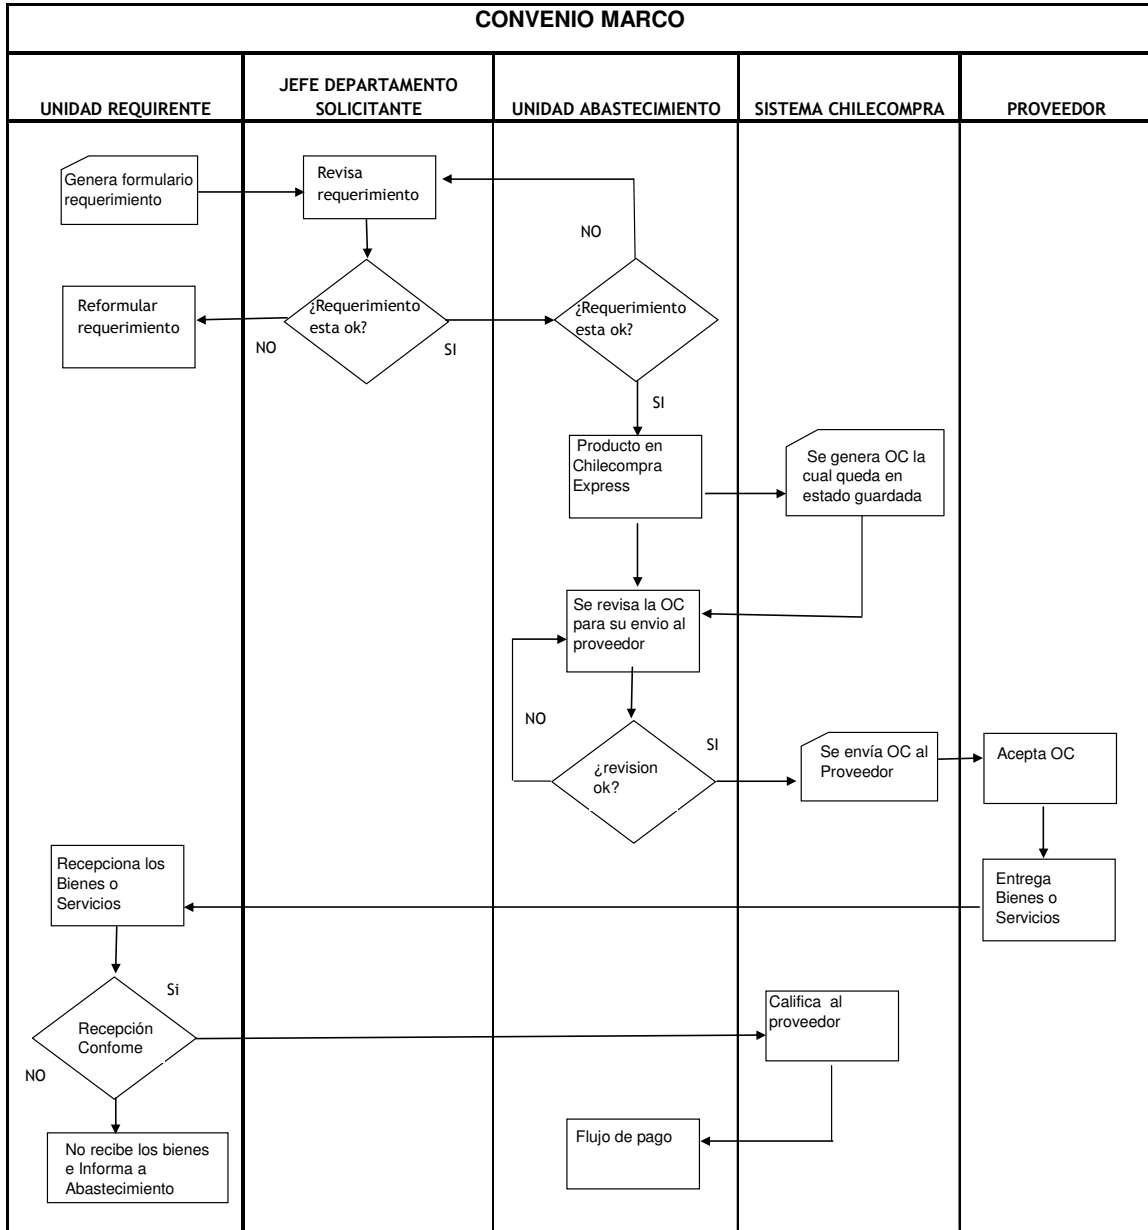 CONVENIO MARCO
UNIDAD REQUIRENTE
JEFE DEPARTAMENTO
SOLICITANTE
UNIDAD ABASTECIMIENTO
SISTEMA CHILECOMPRA
PROVEEDOR
Genera formulario
requerimiento
Revisa
requerimiento
NO
Reformular
requerimiento
NO
¿Requerimiento
esta ok?
SI
¿Requerimiento
esta ok?
SI
Producto en
Chilecompra
Express
Se genera OC la
cual queda en
estado guardada
Se revisa la OC
para su envio al
proveedor
NO
¿revision
ok?
SI
Se envía OC al
Proveedor
Acepta OC
Entrega
Bienes o
Servicios
Recepciona los
Bienes o
Servicios
Si
Recepción
Confome
NO
Califica al
proveedor
Flujo de pago
No recibe los bienes
e Informa a
Abastecimiento